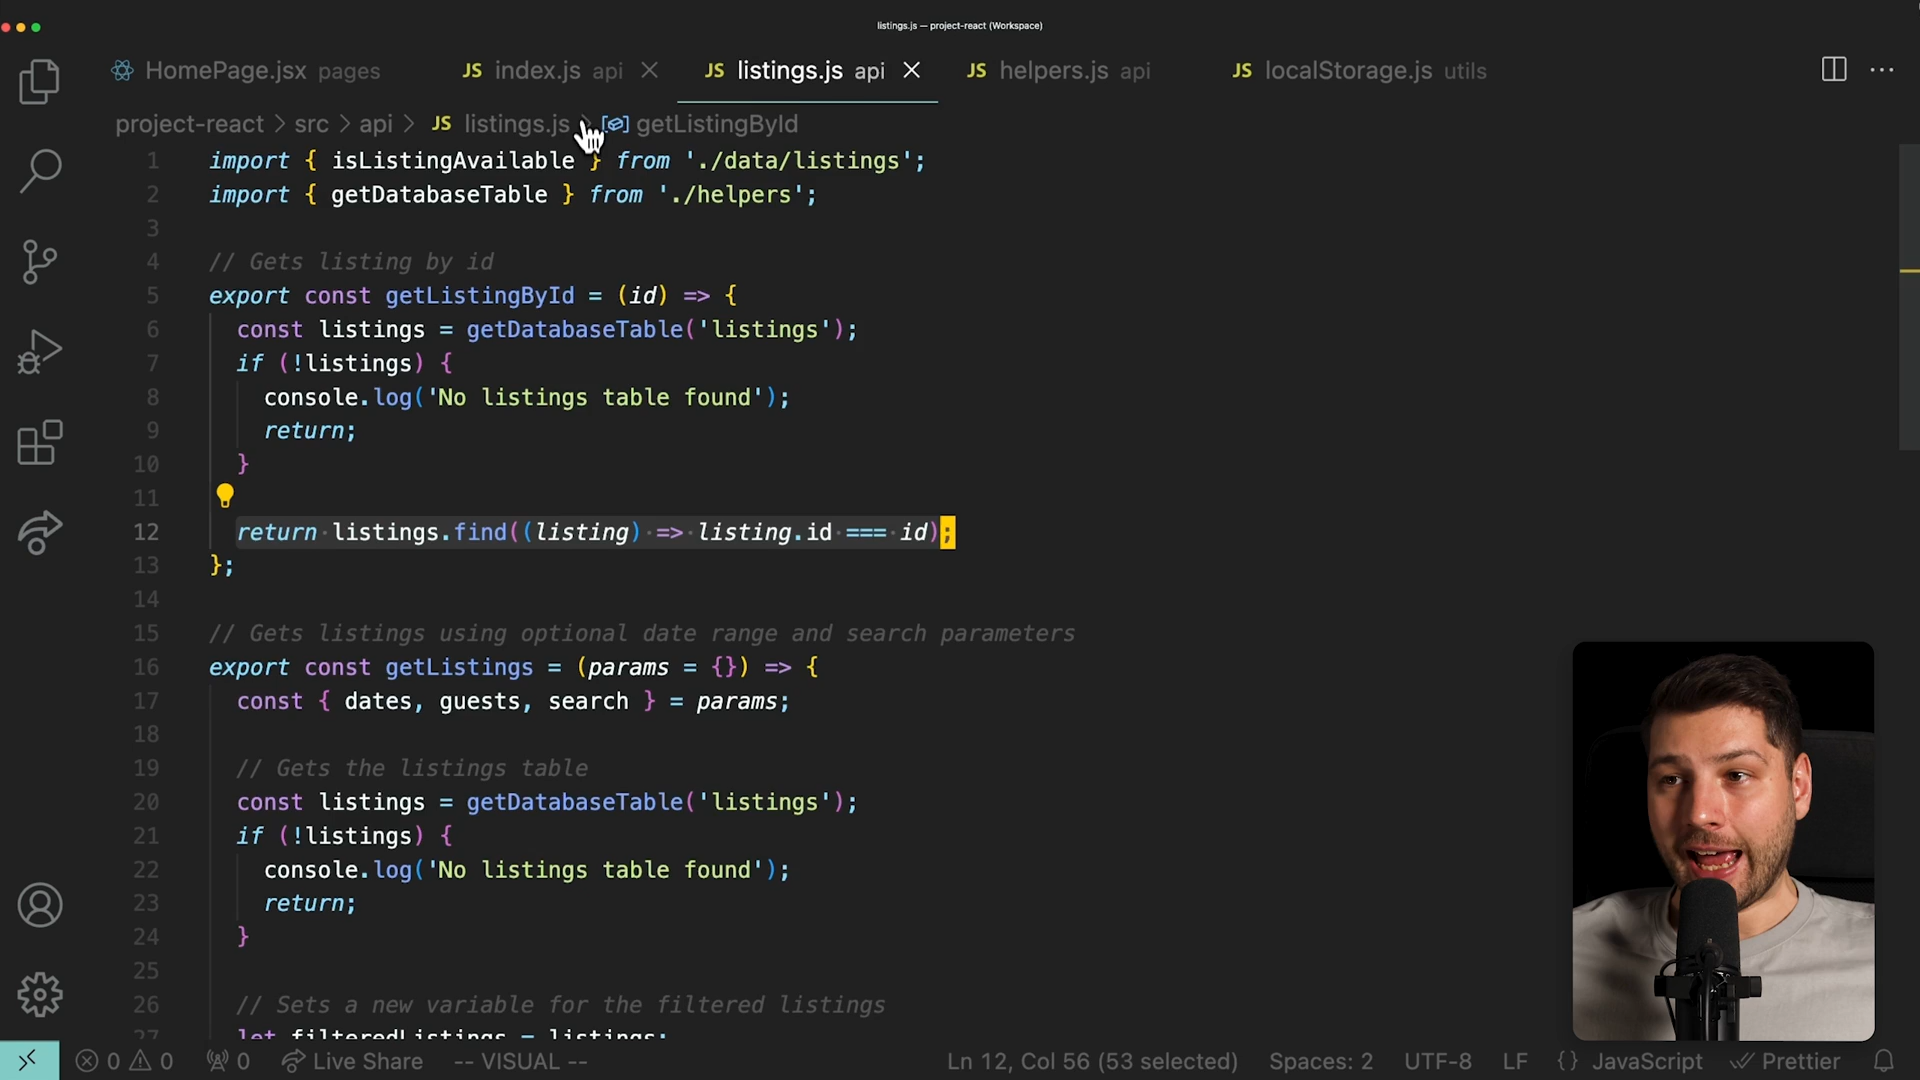 listings.js — project-react (Workspace)
HomePage.jsx pages
JS index.js api
JS listings.js api
JS helpers.js api
JS localStorage.js utils
project-react > src > api > JS listings.js > getListingById
1 import { isListingAvailable } from './data/listings';
2 import { getDatabaseTable } from './helpers';
3
4 // Gets listing by id
5 export const getListingById = (id) => {
6 const listings = getDatabaseTable('listings');
7 if (!listings) {
8 console.log('No listings table found');
9 return;
10 }
11
12 return listings.find((listing) => listing.id === id);
13 };
14
15 // Gets listings using optional date range and search parameters
16 export const getListings = (params = {}) => {
17 const { dates, guests, search } = params;
18
19 // Gets the listings table
20 const listings = getDatabaseTable('listings');
21 if (!listings) {
22 console.log('No listings table found');
23 return;
24 }
25
26 // Sets a new variable for the filtered listings
27 let filteredListings = listings;
0 0 0 Live Share -- VISUAL -- Ln 12, Col 56 (53 selected) Spaces: 2 UTF-8 LF {} JavaScript Prettier